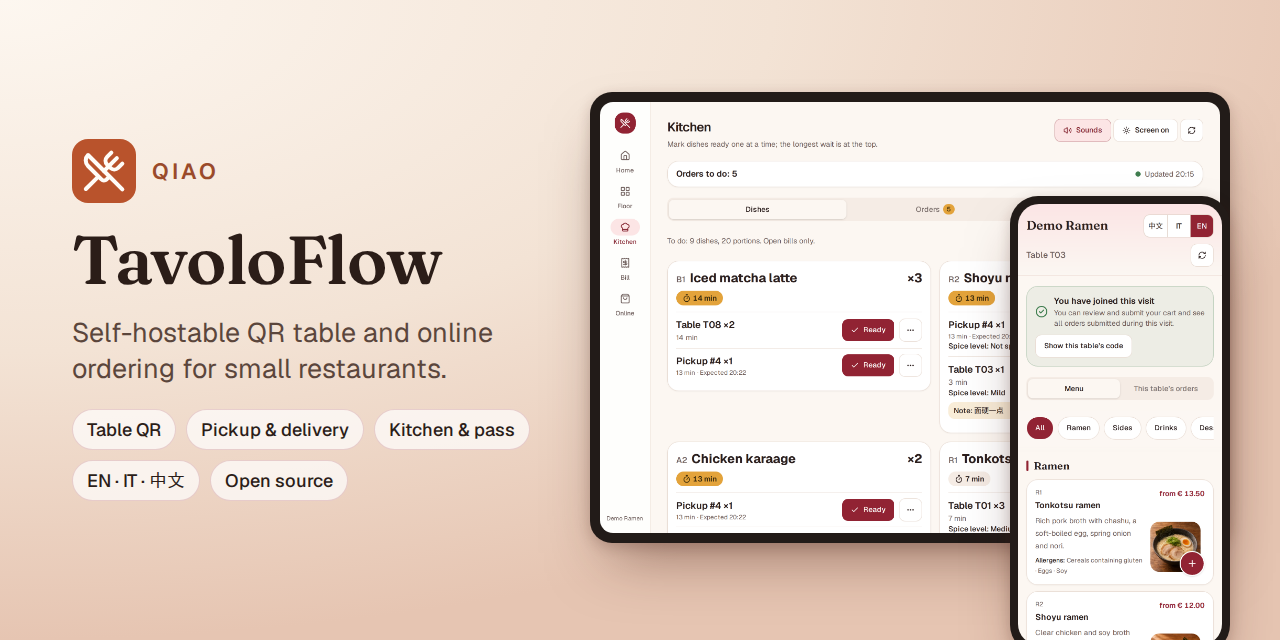 QIAO
TavoloFlow
Self-hostable QR table and online
ordering for small restaurants.
Table QR
Pickup & delivery
Kitchen & pass
EN · IT · 中文
Open source
Home
Floor
Kitchen
Bill
Online
Demo Ramen
Kitchen
Mark dishes ready one at a time; the longest wait is at the top.
Sounds
Screen on
Orders to do: 5
Updated 20:15
Dishes
Orders 5
To do: 9 dishes, 20 portions. Open bills only.
B1 Iced matcha latte ×3
14 min
Table T08 ×2
14 min
Ready
Pickup #4 ×1
13 min · Expected 20:22
Ready
A2 Chicken karaage ×2
13 min
Pickup #4 ×1
13 min · Expected 20:22
Ready
R2 Shoyu
13 min
Pickup #4 ×1
13 min · Expected 20
Spice level: Not
Table T03 ×1
3 min
Spice level: Mild
Note: 面硬一点
R1 Tonkots
7 min
Table T01 ×3
7 min
Spice level: Mediu
Demo Ramen
中文
IT
EN
Table T03
You have joined this visit
You can review and submit your cart and see
all orders submitted during this visit.
Show this table's code
Menu
This table's orders
All
Ramen
Sides
Drinks
Des
Ramen
R1
from € 13.50
Tonkotsu ramen
Rich pork broth with chashu, a
soft-boiled egg, spring onion
and nori.
Allergens: Cereals containing gluten
· Eggs · Soy
R2
from € 12.00
Shoyu ramen
Clear chicken and soy broth